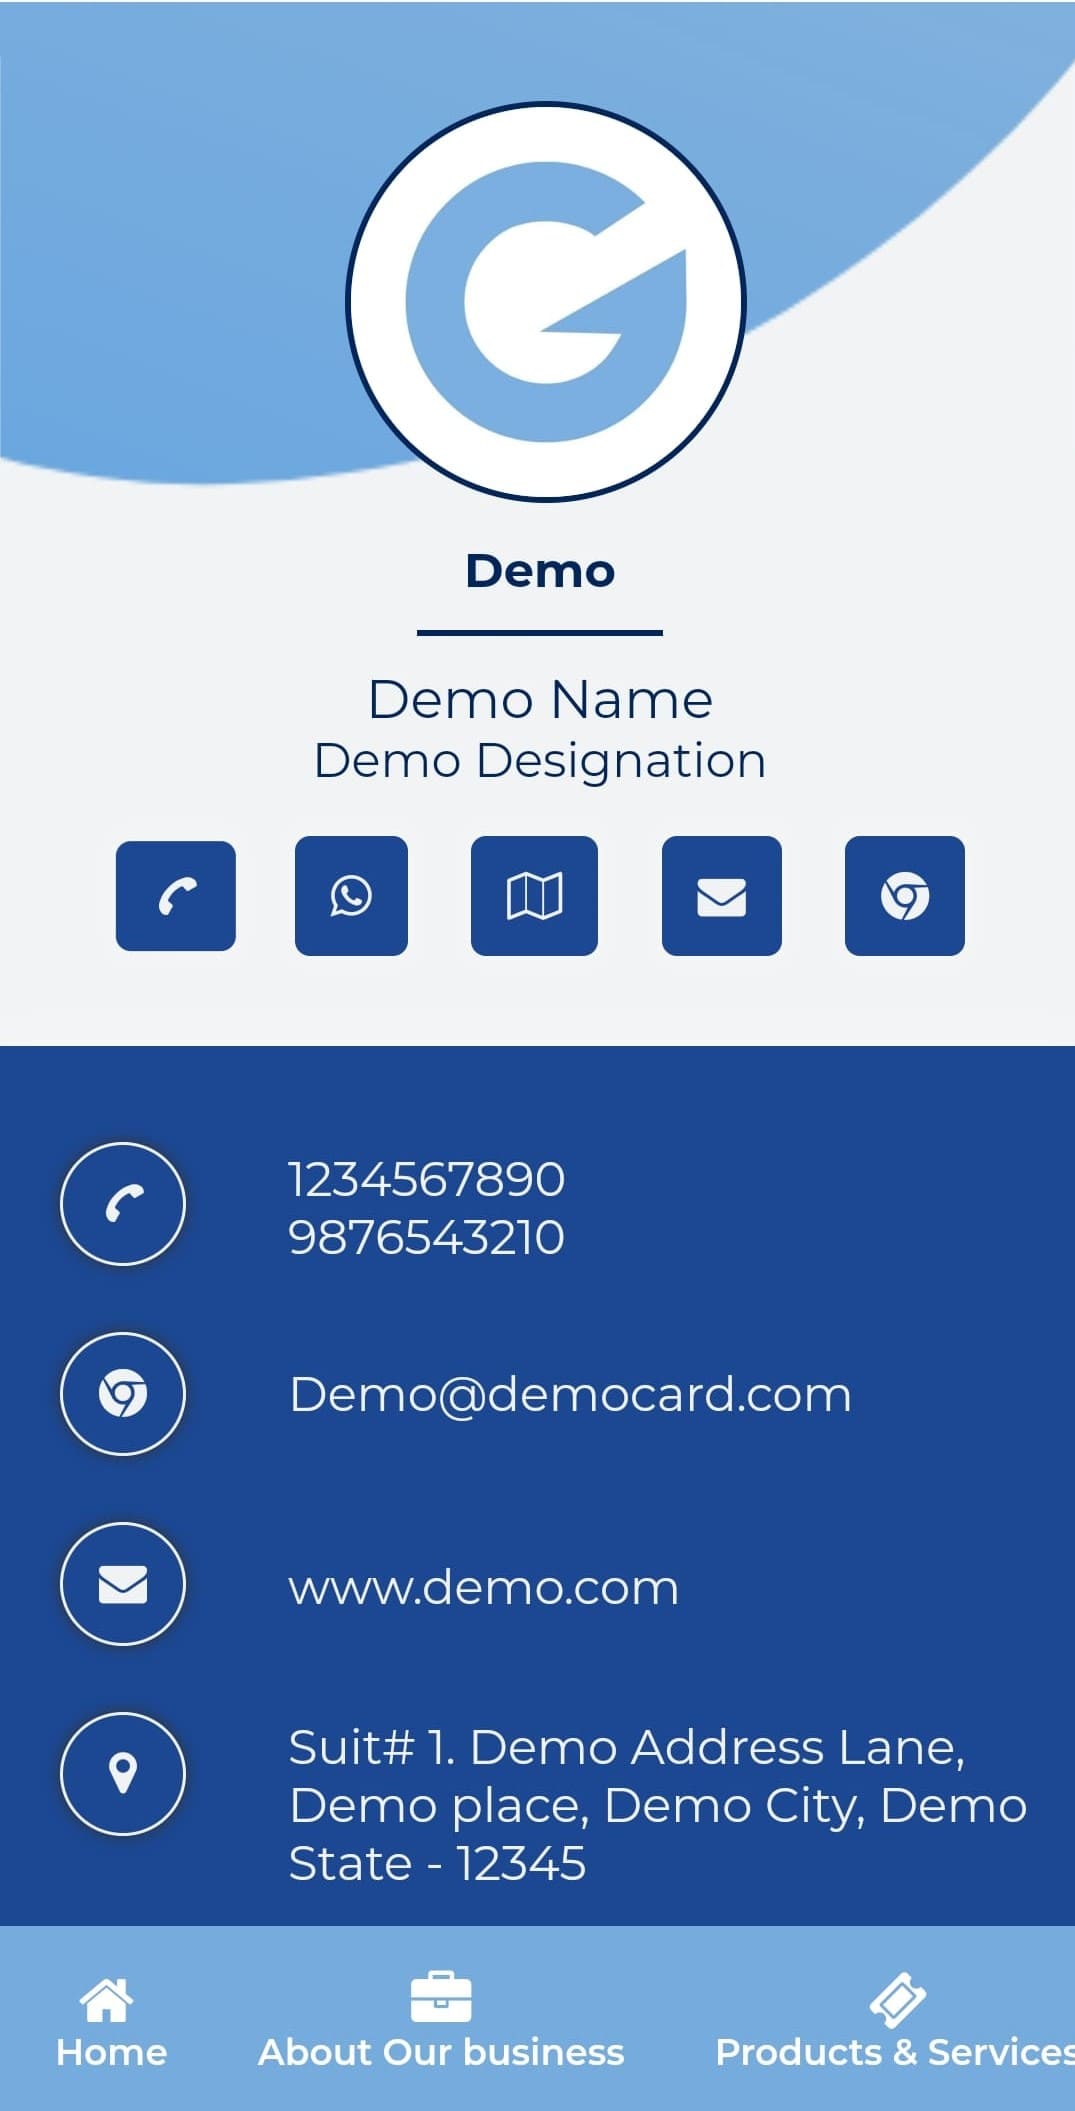 Demo
Demo Name
Demo Designation
1234567890
9876543210
Demo@democard.com
www.demo.com
Suit# 1. Demo Address Lane,
Demo place, Demo City, Demo
State - 12345
Home
About Our business
Products & Services